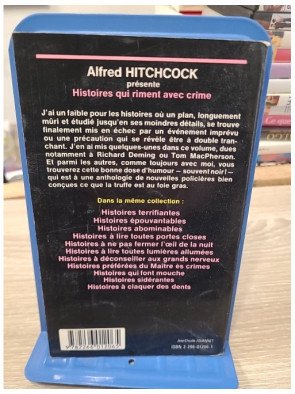 Alfred HITCHCOCK
présente
Histoires qui riment avec crime
J'ai un faible pour les histoires où un plan, longuement
mûri et étudié jusqu'en ses moindres détails, se trouve
finalement mis en échec par un événement imprévu
ou une précaution qui se révèle être à double tran-
chant. J'en ai mis quelques-unes dans ce volume, dues
notamment à Richard Deming ou Tom MacPherson.
Et parmi les autres, comme toujours avec moi, vous
trouverez cette bonne dose d'humour – souvent noir! –
qui est à une anthologie de nouvelles policières bien
conçues ce que la truffe est au foie gras.
Dans la même collection :
Histoires terrifiantes
Histoires épouvantables
Histoires abominables
Histoires à lire toutes portes closes
Histoires à ne pas fermer l'œil de la nuit
Histoires à lire toutes lumières allumées
Histoires à déconseiller aux grands nerveux
Histoires préférées du Maître ès crimes
Histoires qui font mouche
Histoires sidérantes
Histoires à claquer des dents